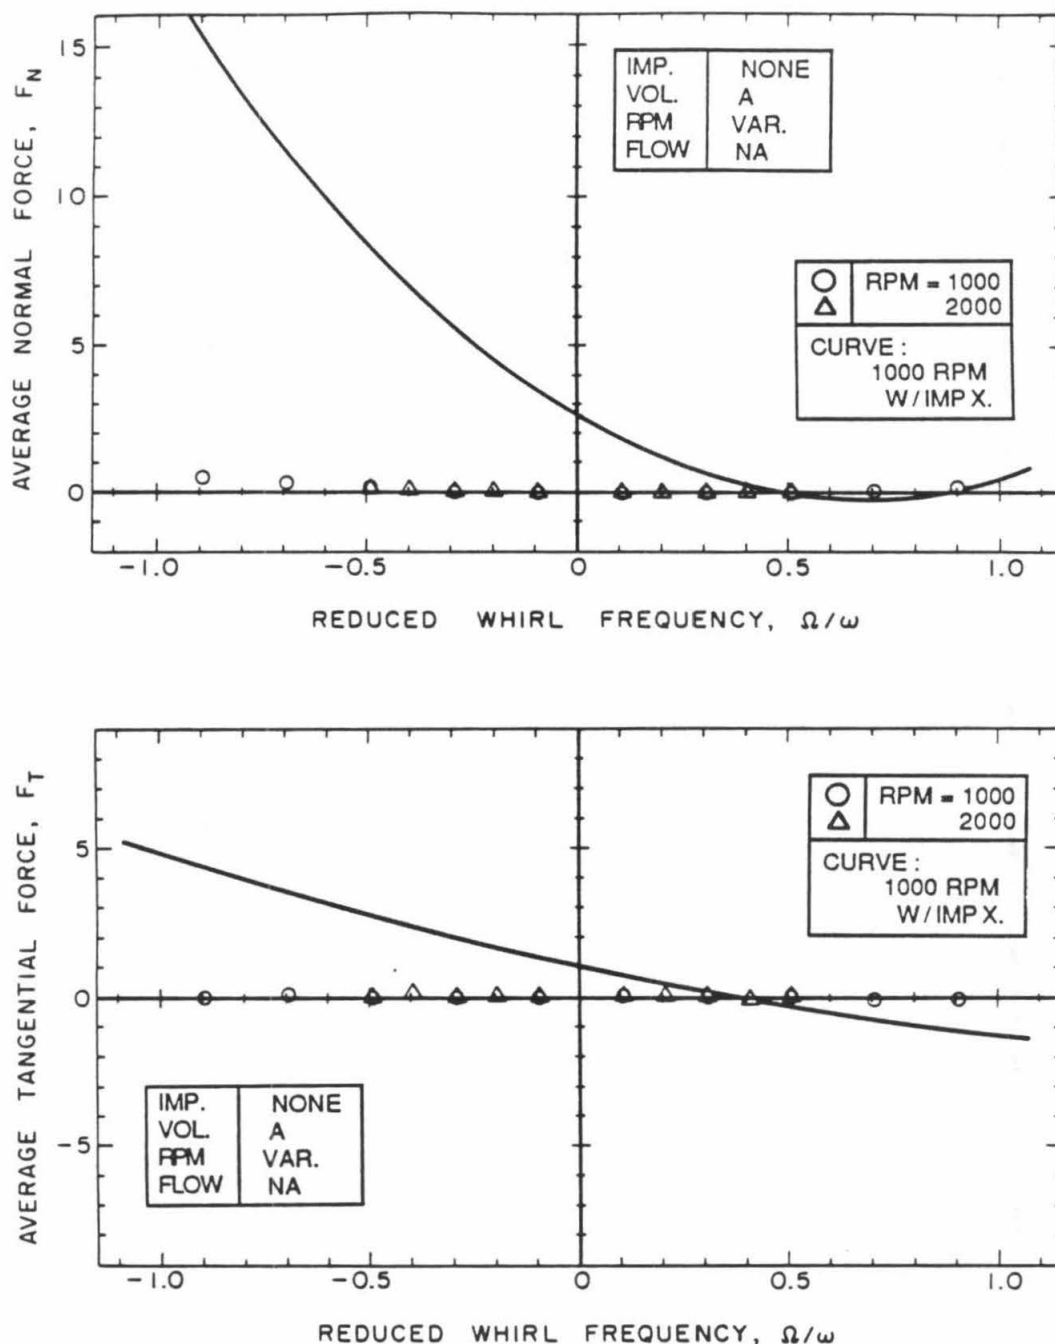 AVERAGE NORMAL FORCE, F_N
15
10
5
0
IMP. NONE
VOL. A
RPM VAR.
FLOW NA
○ RPM = 1000
△ 2000
CURVE :
1000 RPM
W/IMP X.
-1.0 -0.5 0 0.5 1.0
REDUCED WHIRL FREQUENCY, Ω/ω
AVERAGE TANGENTIAL FORCE, F_T
5
0
-5
○ RPM = 1000
△ 2000
CURVE :
1000 RPM
W/IMP X.
IMP. NONE
VOL. A
RPM VAR.
FLOW NA
-1.0 -0.5 0 0.5 1.0
REDUCED WHIRL FREQUENCY, Ω/ω